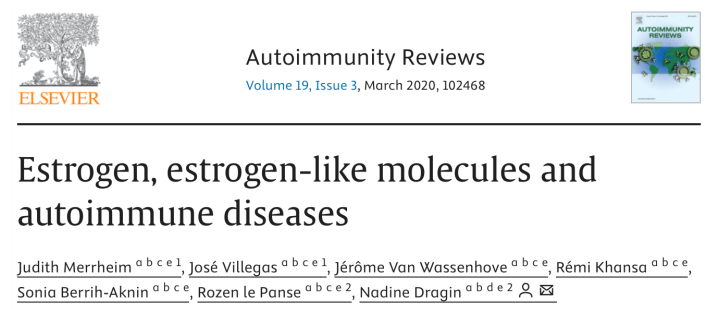 Autoimmunity Reviews
Volume 19, Issue 3, March 2020, 102468
AUTOIMMUNITY
REVIEWS
ELSEVIER
Estrogen, estrogen-like molecules and
autoimmune diseases
Judith Merrheim a b c e 1, José Villegas a b c e 1, Jérôme Van Wassenhove a b c e, Rémi Khansa a b c e,
Sonia Berrih-Aknin a b c e, Rozen le Panse a b c e 2, Nadine Dragin a b d e 2